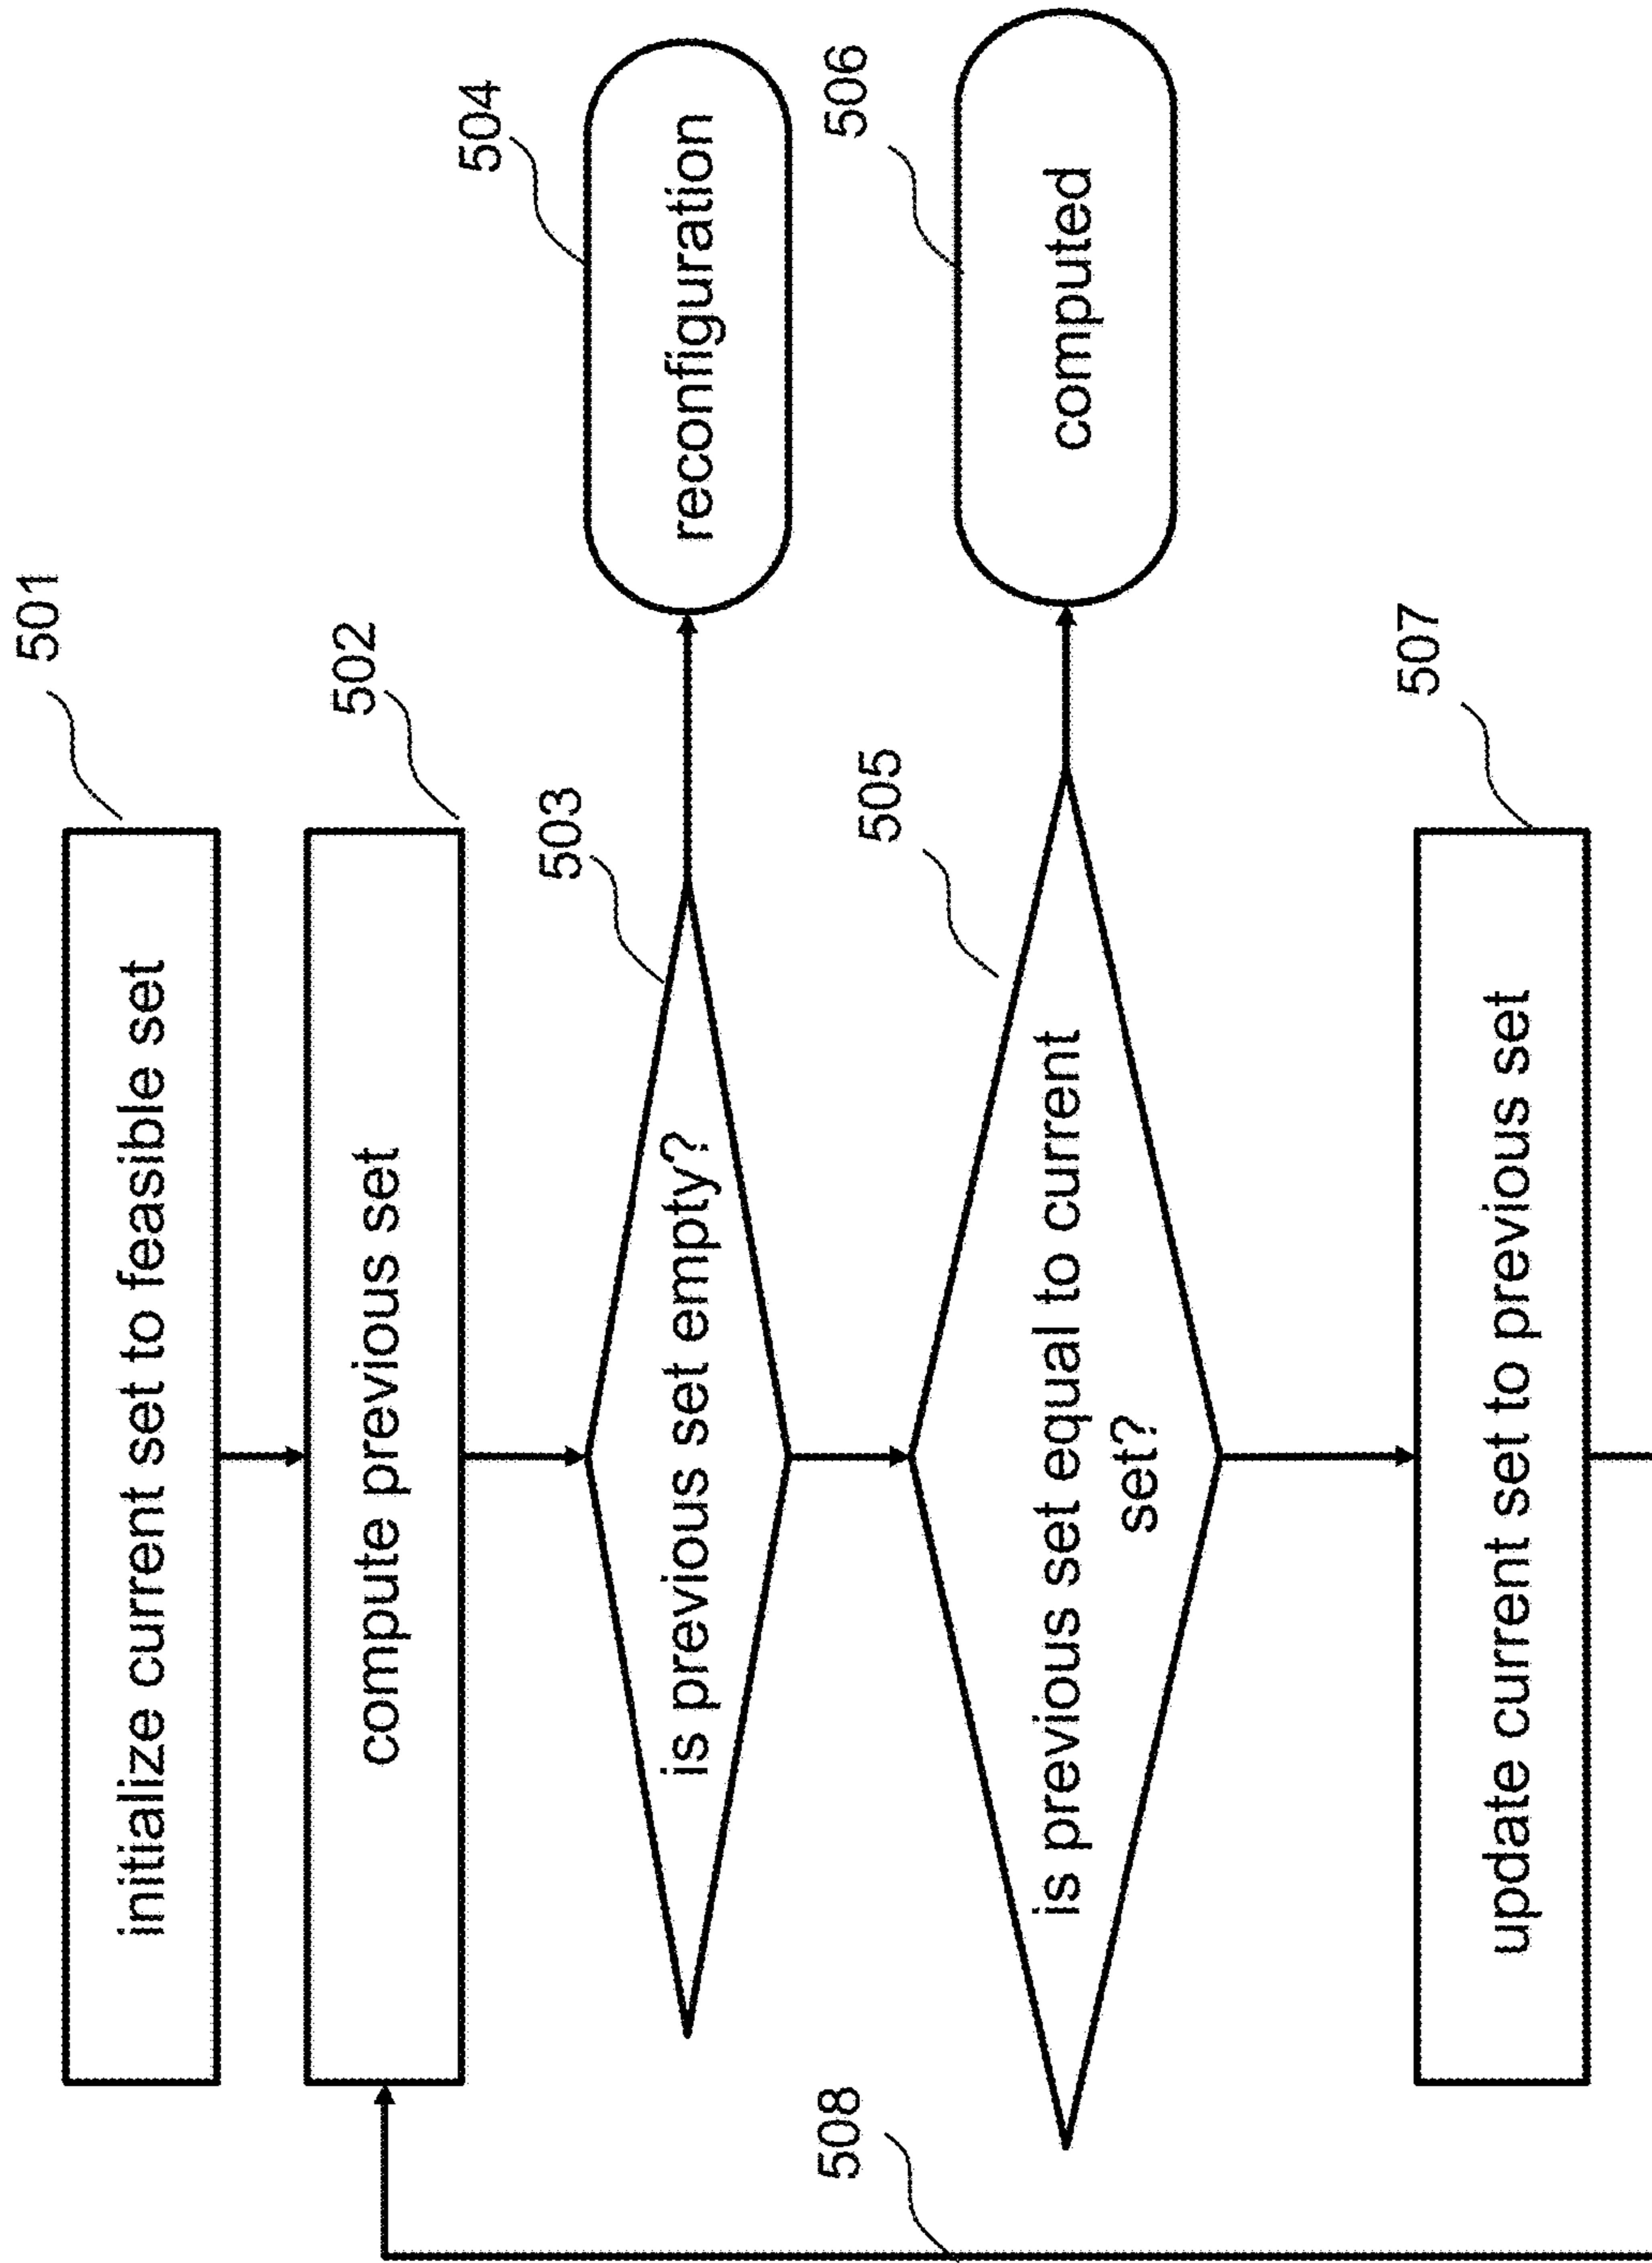 501
initialize current set to feasible set
502
compute previous set
503
is previous set empty?
504
reconfiguration
505
is previous set equal to current
set?
506
computed
507
update current set to previous set
508